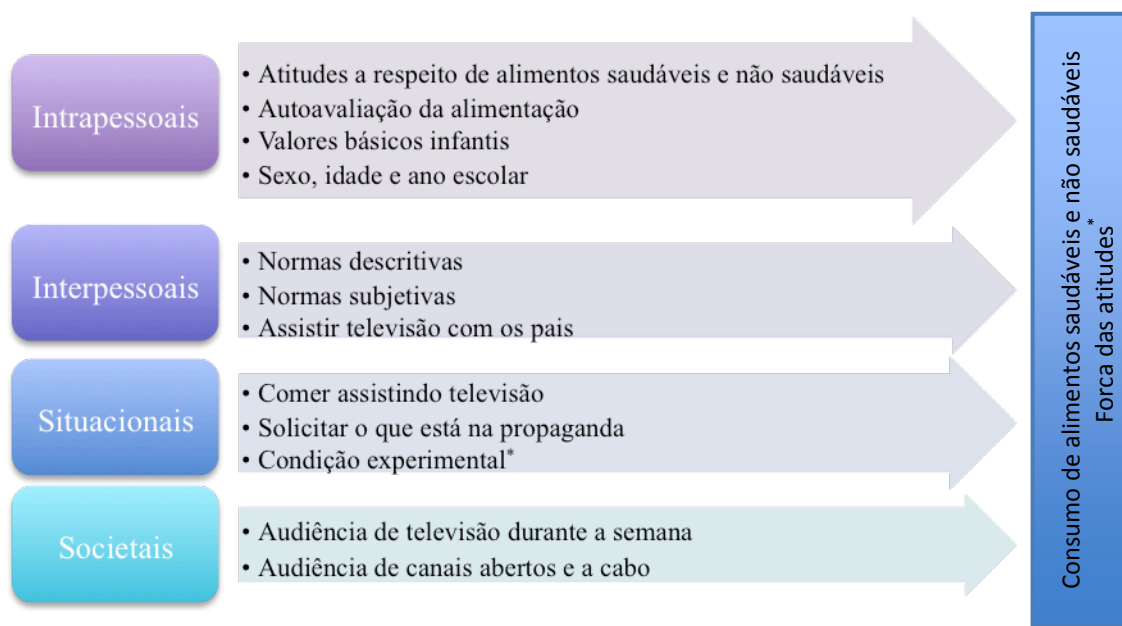 Intrapessoais
• Atitudes a respeito de alimentos saudáveis e não saudáveis
• Autoavaliação da alimentação
• Valores básicos infantis
• Sexo, idade e ano escolar
Interpessoais
• Normas descritivas
• Normas subjetivas
• Assistir televisão com os pais
Situacionais
• Comer assistindo televisão
• Solicitar o que está na propaganda
• Condição experimental*
Societais
• Audiência de televisão durante a semana
• Audiência de canais abertos e a cabo
Consumo de alimentos saudáveis e não saudáveis
Forca das atitudes*